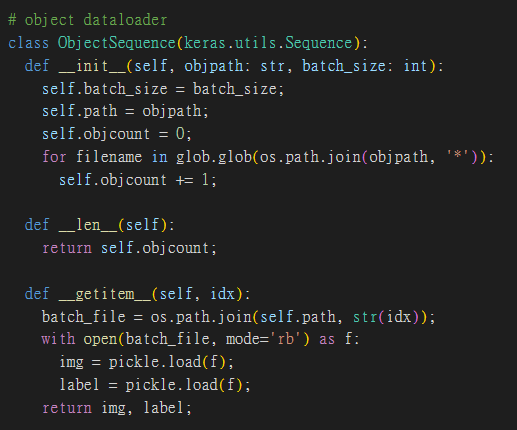 # object dataloader
class ObjectSequence(keras.utils.Sequence):
  def __init__(self, objpath: str, batch_size: int):
    self.batch_size = batch_size;
    self.path = objpath;
    self.objcount = 0;
    for filename in glob.glob(os.path.join(objpath, '*')):
      self.objcount += 1;

  def __len__(self):
    return self.objcount;

  def __getitem__(self, idx):
    batch_file = os.path.join(self.path, str(idx));
    with open(batch_file, mode='rb') as f:
      img = pickle.load(f);
      label = pickle.load(f);
    return img, label;